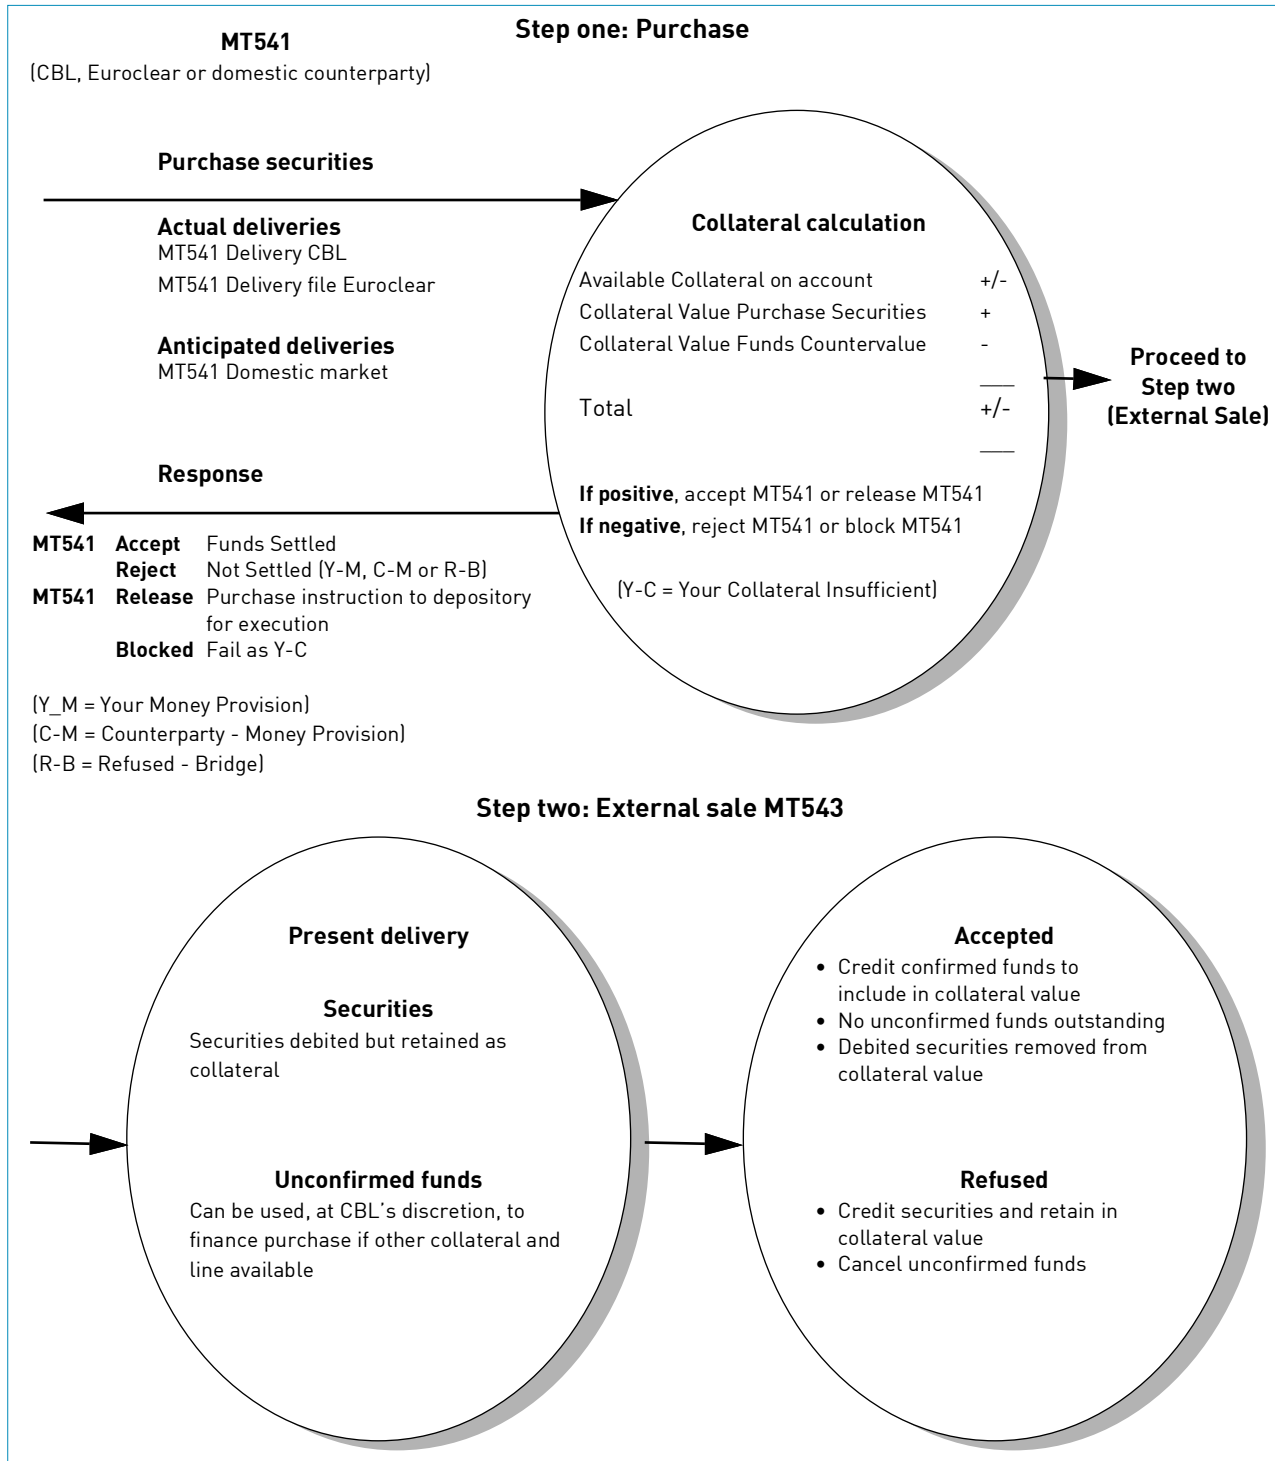 Step one: Purchase
MT541
(CBL, Euroclear or domestic counterparty)
Purchase securities
Actual deliveries
MT541 Delivery CBL
MT541 Delivery file Euroclear
Anticipated deliveries
MT541 Domestic market
Collateral calculation
Available Collateral on account +/-
Collateral Value Purchase Securities +
Collateral Value Funds Countervalue -
Total +/-
If positive, accept MT541 or release MT541
If negative, reject MT541 or block MT541
(Y-C = Your Collateral Insufficient)
Proceed to
Step two
(External Sale)
Response
MT541 Accept Funds Settled
Reject Not Settled (Y-M, C-M or R-B)
MT541 Release Purchase instruction to depository
for execution
Blocked Fail as Y-C
(Y_M = Your Money Provision)
(C-M = Counterparty - Money Provision)
(R-B = Refused - Bridge)
Step two: External sale MT543
Present delivery
Securities
Securities debited but retained as
collateral
Unconfirmed funds
Can be used, at CBL's discretion, to
finance purchase if other collateral and
line available
Accepted
• Credit confirmed funds to
include in collateral value
• No unconfirmed funds outstanding
• Debited securities removed from
collateral value
Refused
• Credit securities and retain in
collateral value
• Cancel unconfirmed funds